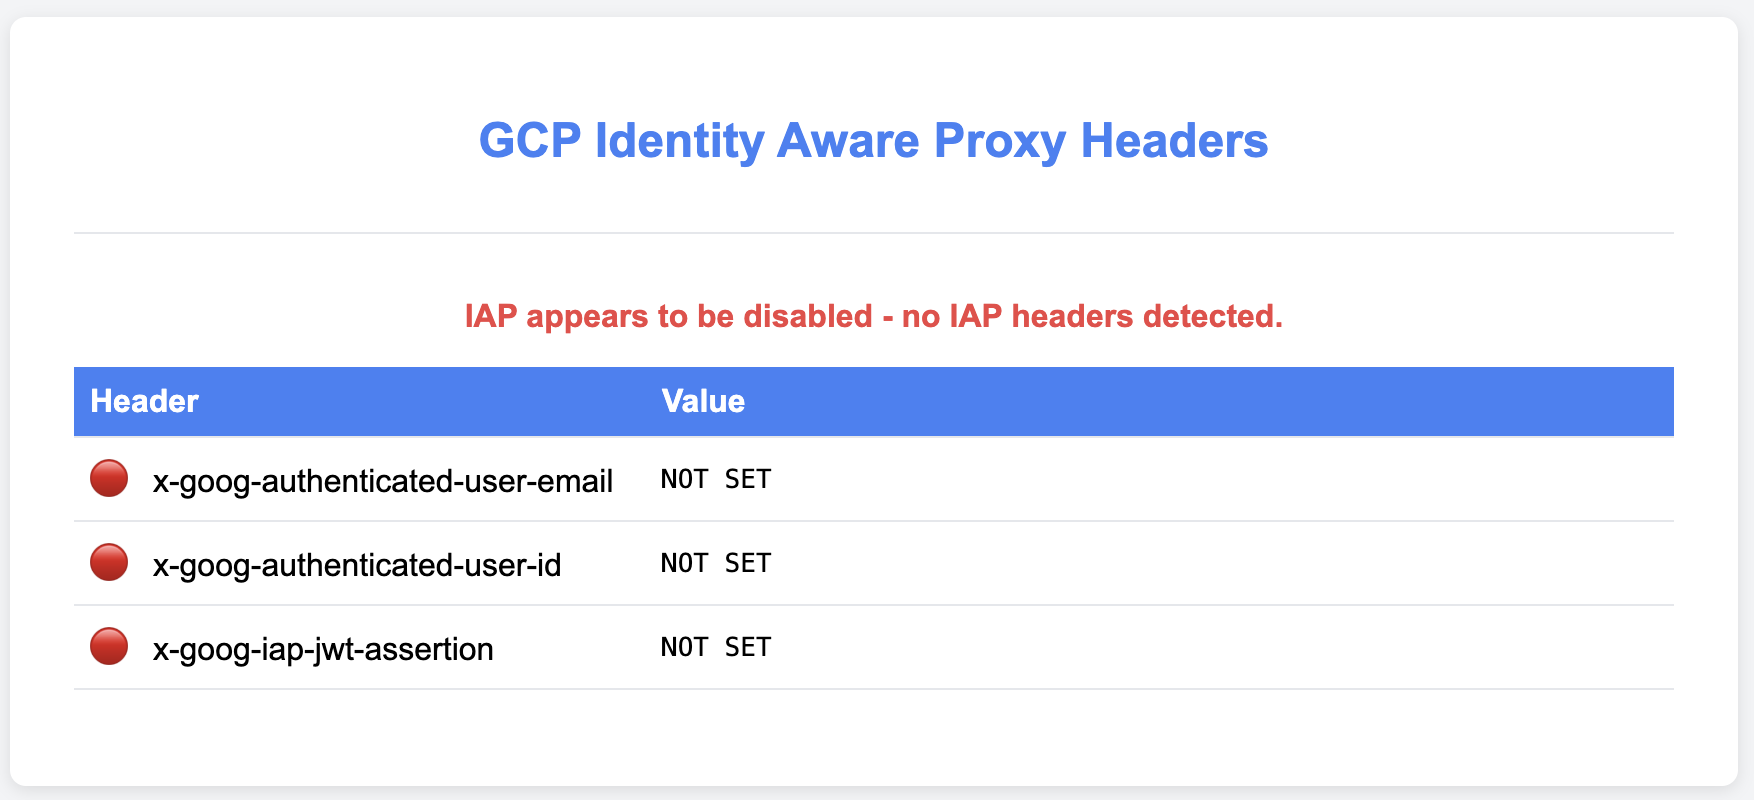 GCP Identity Aware Proxy Headers
IAP appears to be disabled - no IAP headers detected.
Header Value
x-goog-authenticated-user-email NOT SET
x-goog-authenticated-user-id NOT SET
x-goog-iap-jwt-assertion NOT SET